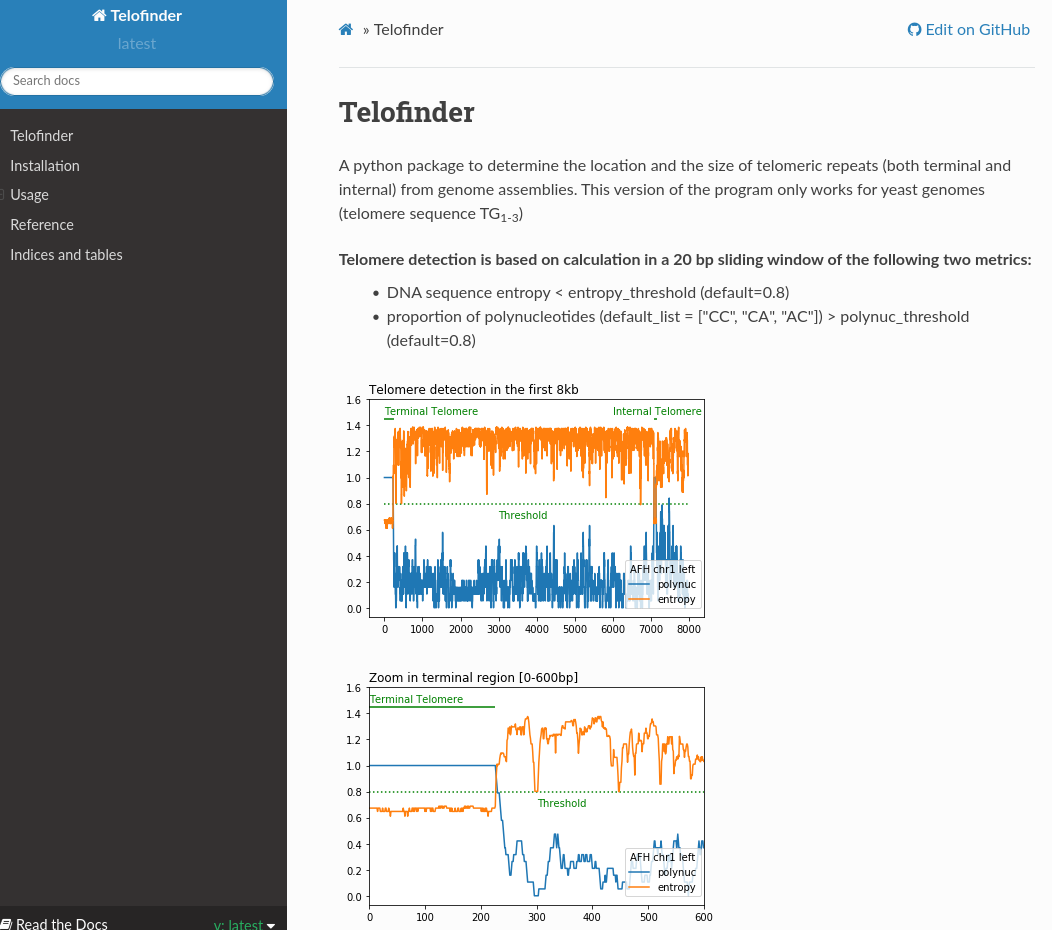 Telofinder
latest
Search docs
Telofinder
Installation
Usage
Reference
Indices and tables
Read the Docs
v: latest
» Telofinder
Edit on GitHub
Telofinder
A python package to determine the location and the size of telomeric repeats (both terminal and
internal) from genome assemblies. This version of the program only works for yeast genomes
(telomere sequence TG1-3)
Telomere detection is based on calculation in a 20 bp sliding window of the following two metrics:
• DNA sequence entropy < entropy_threshold (default=0.8)
• proportion of polynucleotides (default_list = ["CC", "CA", "AC"]) > polynuc_threshold
(default=0.8)
Telomere detection in the first 8kb
1.6
1.4
1.2
1.0
0.8
0.6
0.4
0.2
0.0
Terminal Telomere
Internal Telomere
Threshold
AFH chr1 left
polynuc
entropy
0 1000 2000 3000 4000 5000 6000 7000 8000
Zoom in terminal region [0-600bp]
1.6
1.4
1.2
1.0
0.8
0.6
0.4
0.2
0.0
Terminal Telomere
Threshold
AFH chr1 left
polynuc
entropy
0 100 200 300 400 500 600